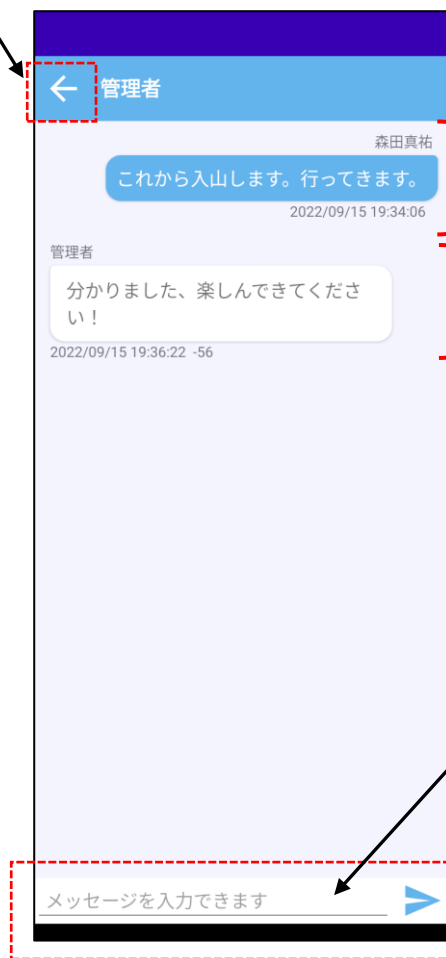 管理者
森田真祐
これから入山します。行ってきます。
2022/09/15 19:34:06
管理者
分かりました、楽しんできてくださ
い！
2022/09/15 19:36:22 -56
メッセージを入力できます